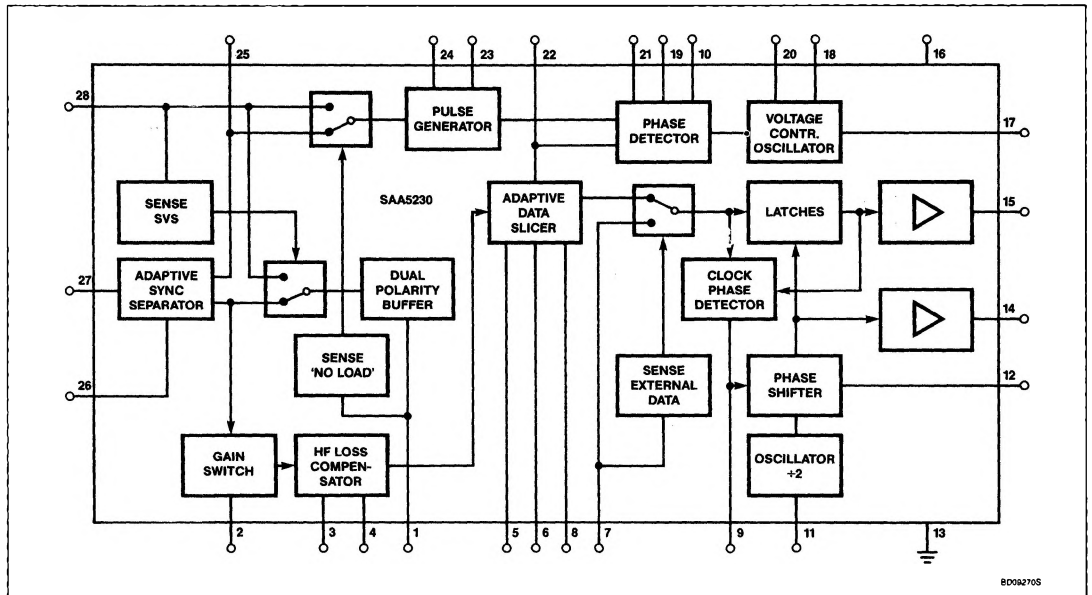 25
24
23
22
21
19
10
20
18
16
28
PULSE
GENERATOR
PHASE
DETECTOR
VOLTAGE
CONTR.
OSCILLATOR
17
SENSE
SVS
SAA5230
ADAPTIVE
DATA
SLICER
LATCHES
15
27
ADAPTIVE
SYNC
SEPARATOR
DUAL
POLARITY
BUFFER
CLOCK
PHASE
DETECTOR
14
26
SENSE
'NO LOAD'
SENSE
EXTERNAL
DATA
PHASE
SHIFTER
12
GAIN
SWITCH
HF LOSS
COMPEN-
SATOR
OSCILLATOR
÷2
2
3
4
1
5
6
8
7
9
11
13
BD09270S